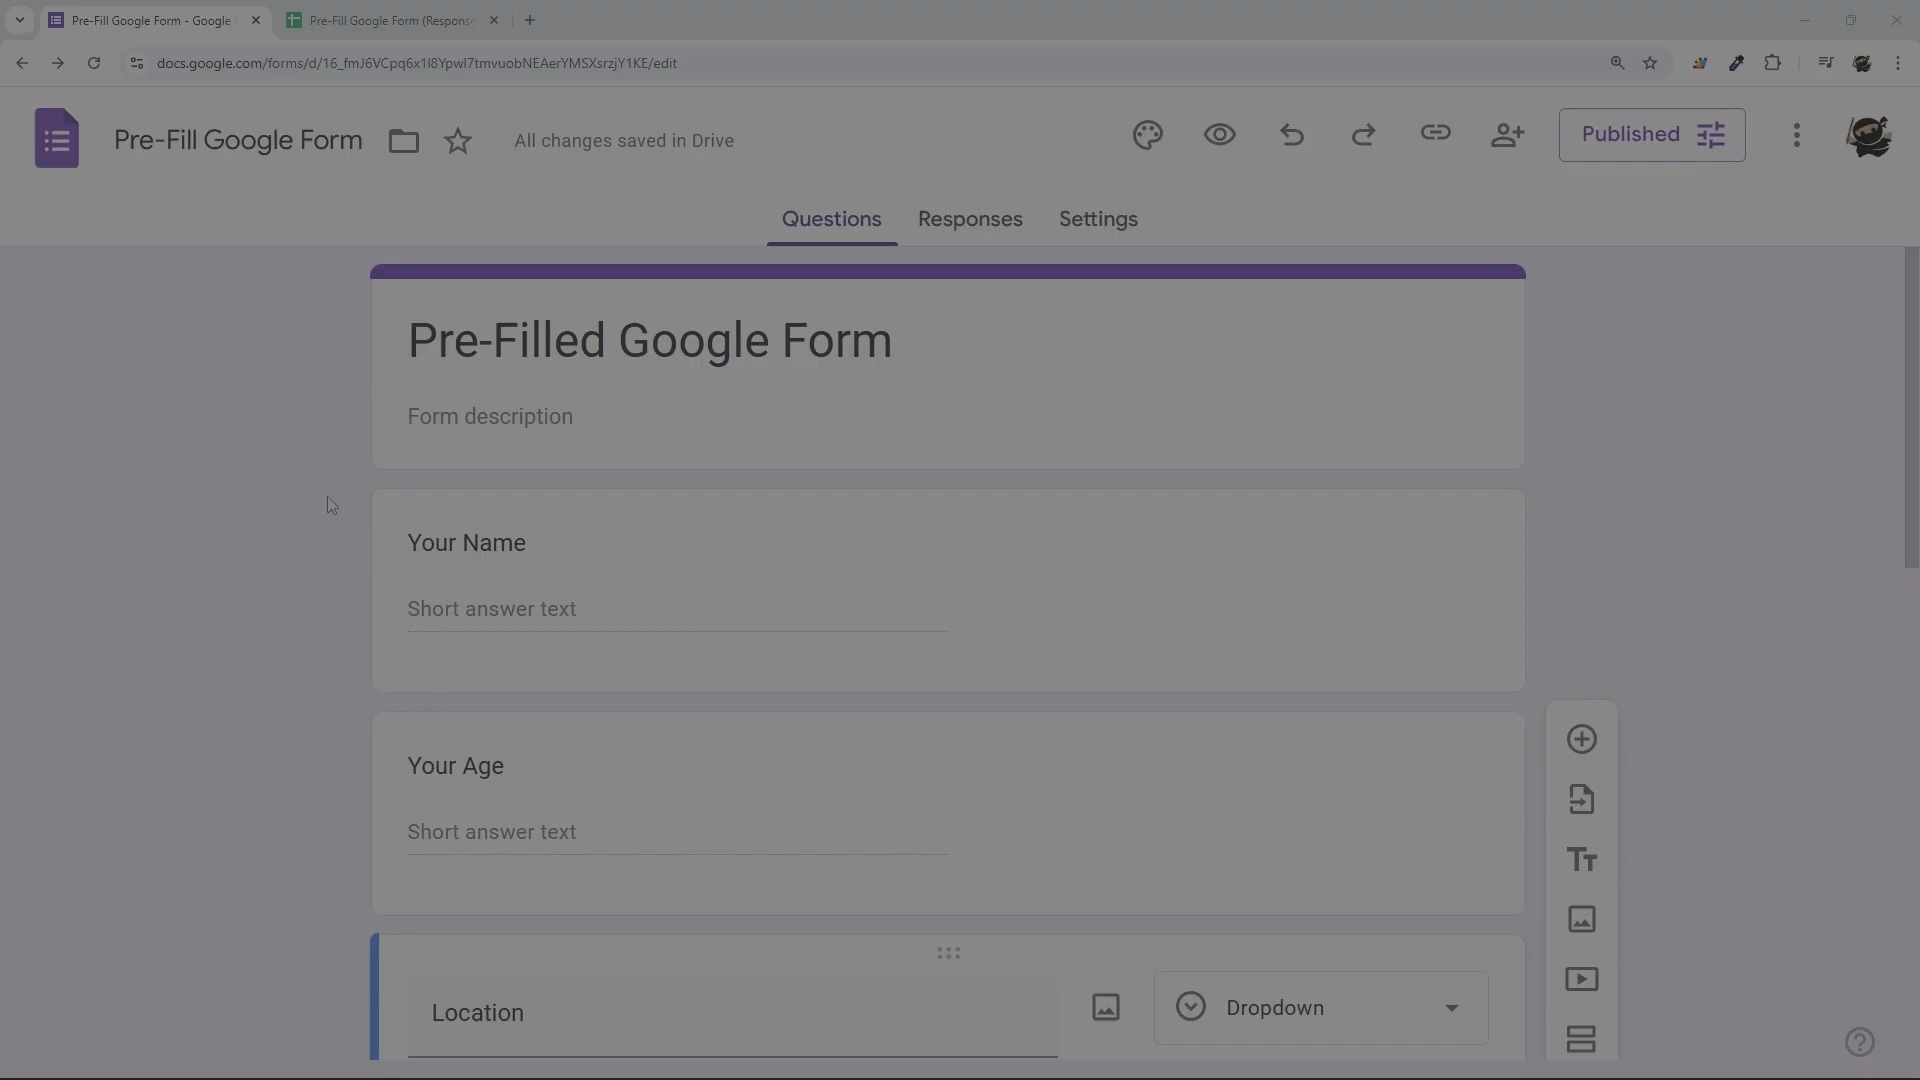 Pre-Fill Google Form - Google
Pre-Fill Google Form (Response
docs.google.com/forms/d/16_fmJ6VCpq6x1I8YpwI7tmvuobNEAerYMSXsrzjY1KE/edit
Pre-Fill Google Form
All changes saved in Drive
Published
Questions
Responses
Settings
Pre-Filled Google Form
Form description
Your Name
Short answer text
Your Age
Short answer text
Location
Dropdown